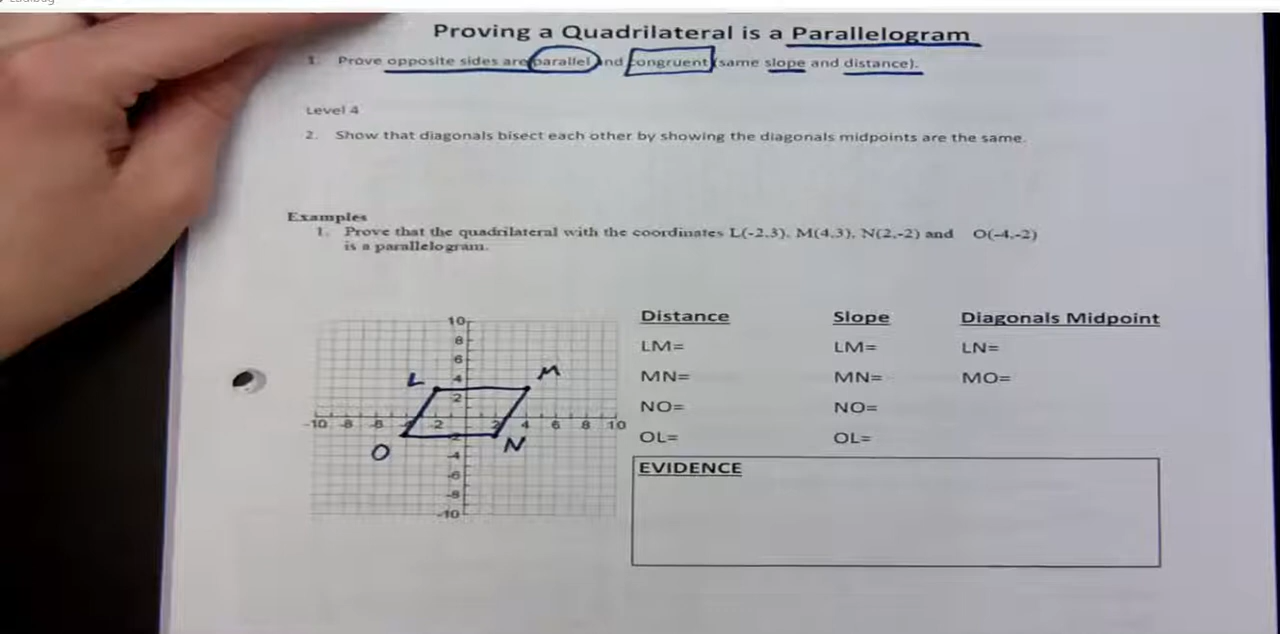 Proving a Quadrilateral is a Parallelogram
1. Prove opposite sides are parallel and congruent (same slope and distance).
Level 4
2. Show that diagonals bisect each other by showing the diagonals midpoints are the same.
Examples
1. Prove that the quadrilateral with the coordinates L(-2,3), M(4,3), N(2,-2) and O(-4,-2)
is a parallelogram.
Distance Slope Diagonals Midpoint
LM= LM= LN=
MN= MN= MO=
NO= NO=
OL= OL=
EVIDENCE
10
8
6
L 4 M
2
-10 -8 -6 -2 2 4 6 8 10
-2
O -4 N
-6
-8
-10